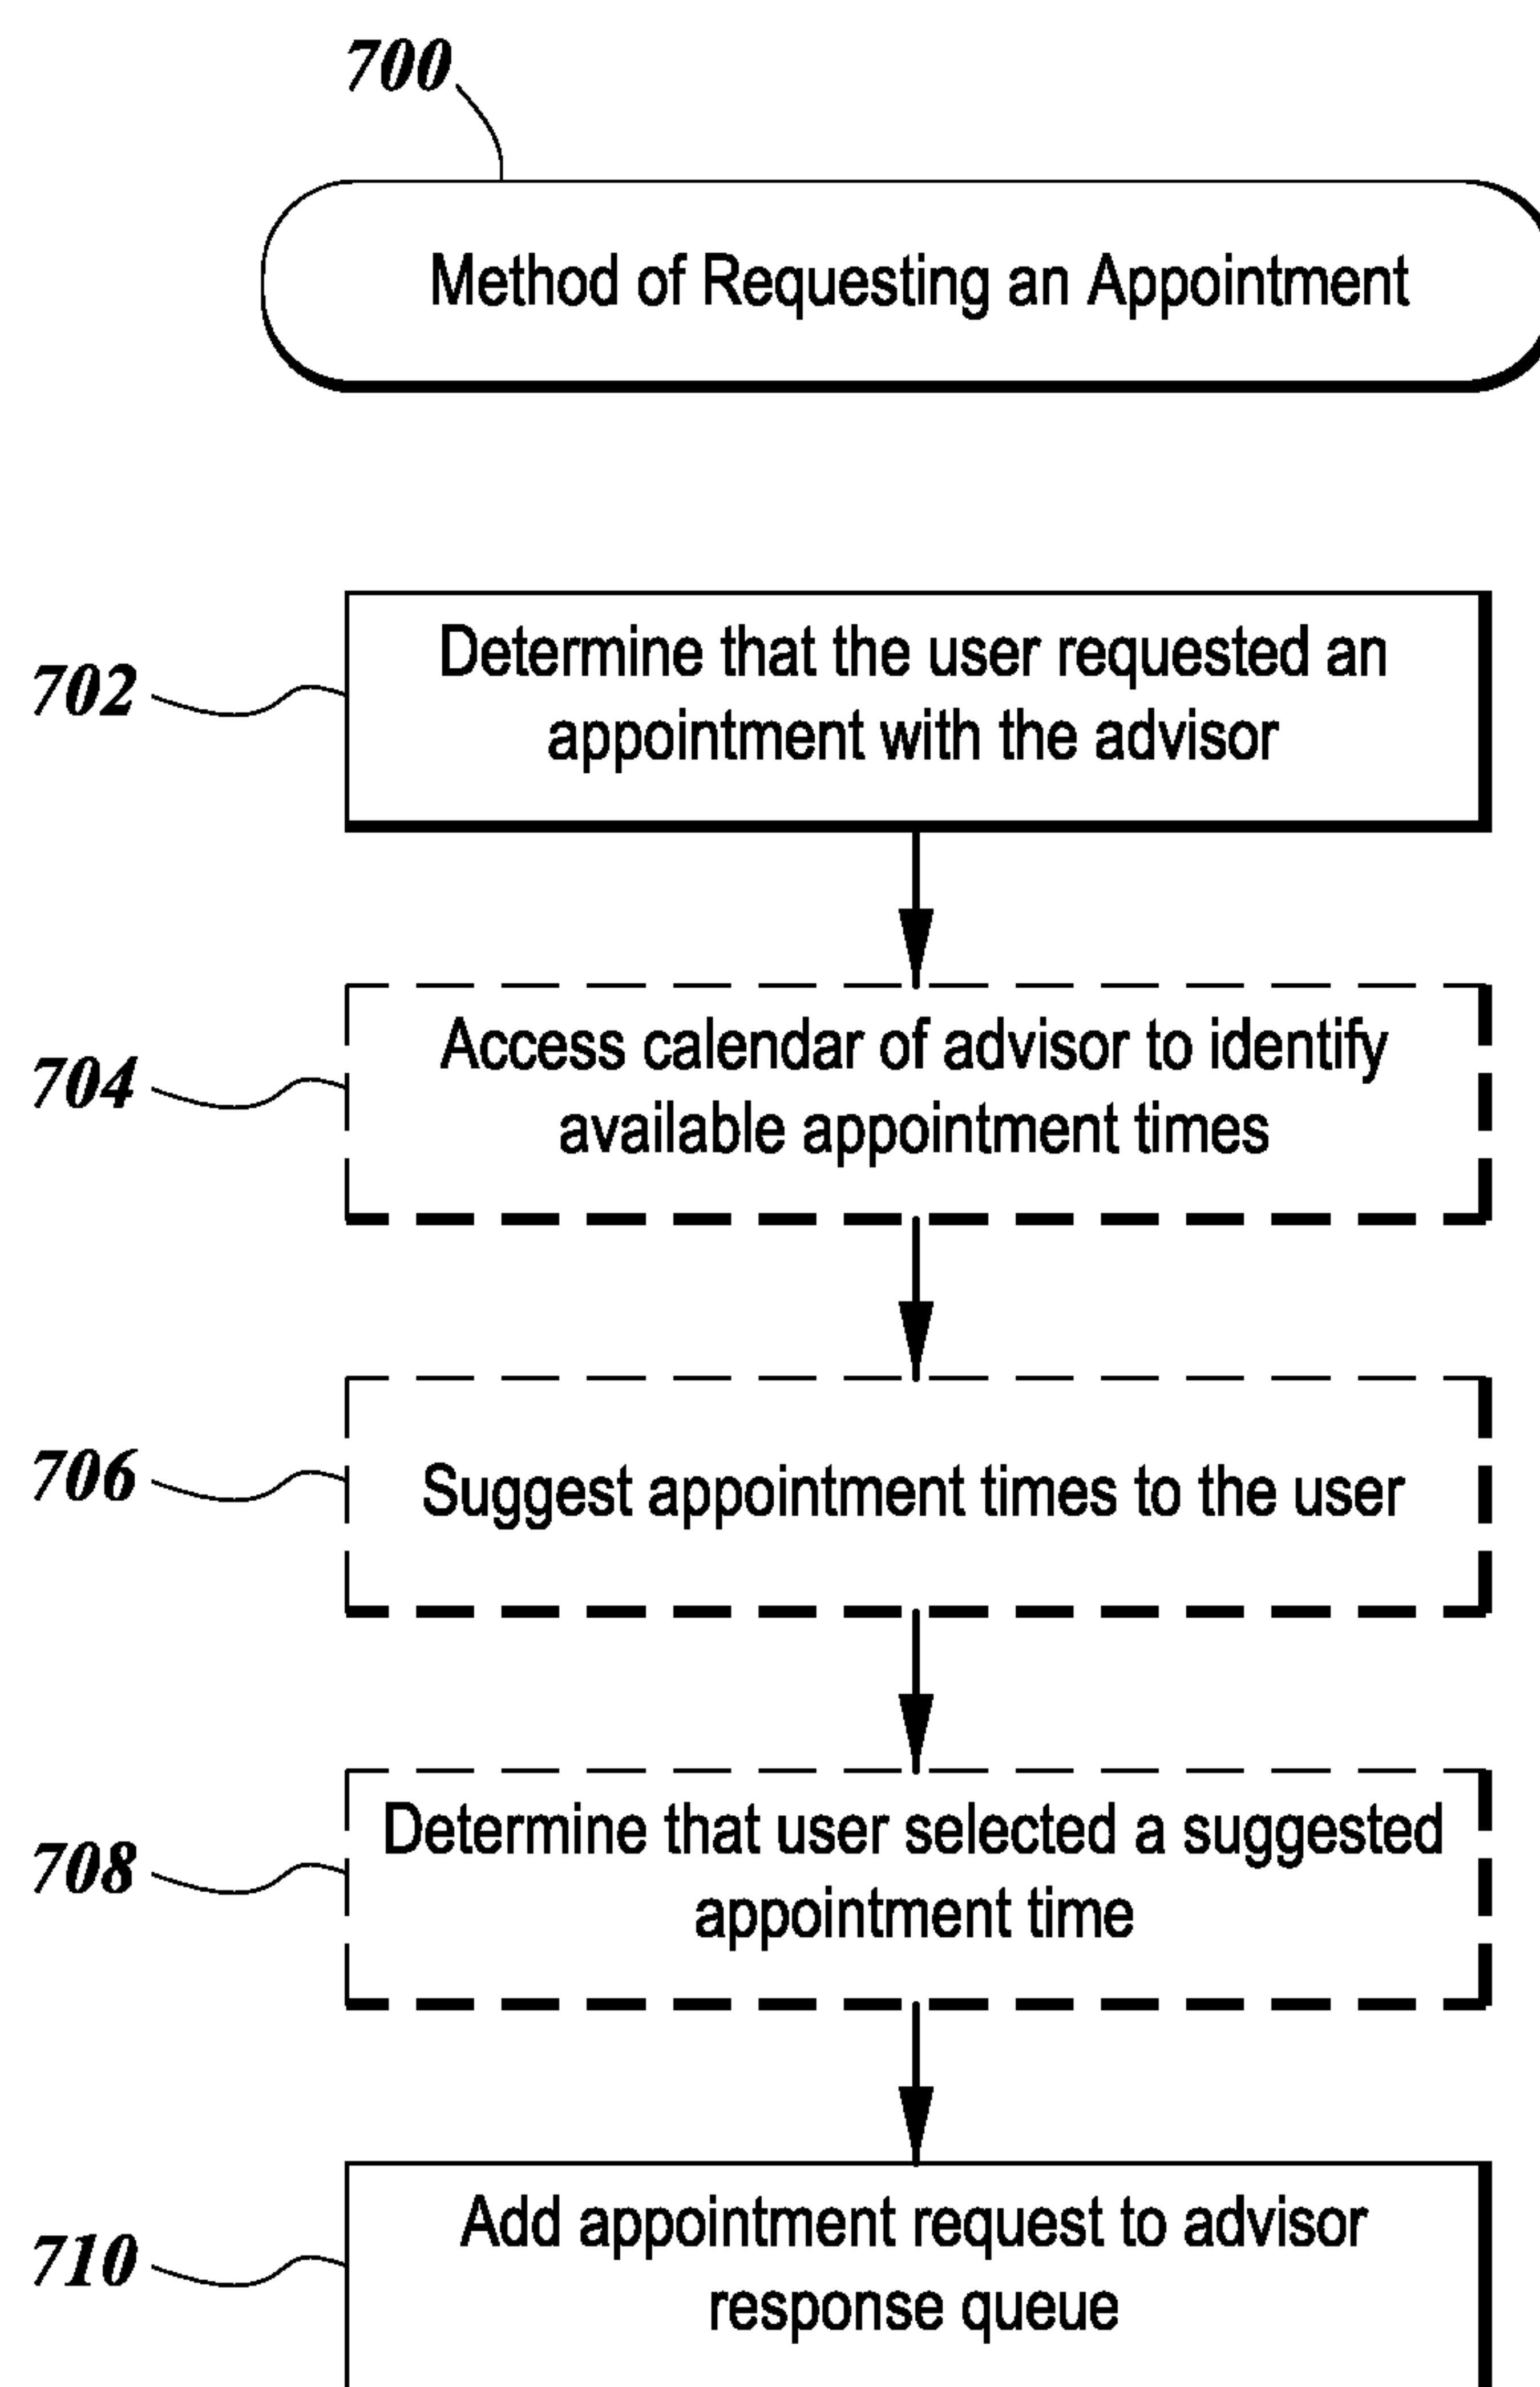 700
Method of Requesting an Appointment
702
Determine that the user requested an
appointment with the advisor
704
Access calendar of advisor to identify
available appointment times
706
Suggest appointment times to the user
708
Determine that user selected a suggested
appointment time
710
Add appointment request to advisor
response queue